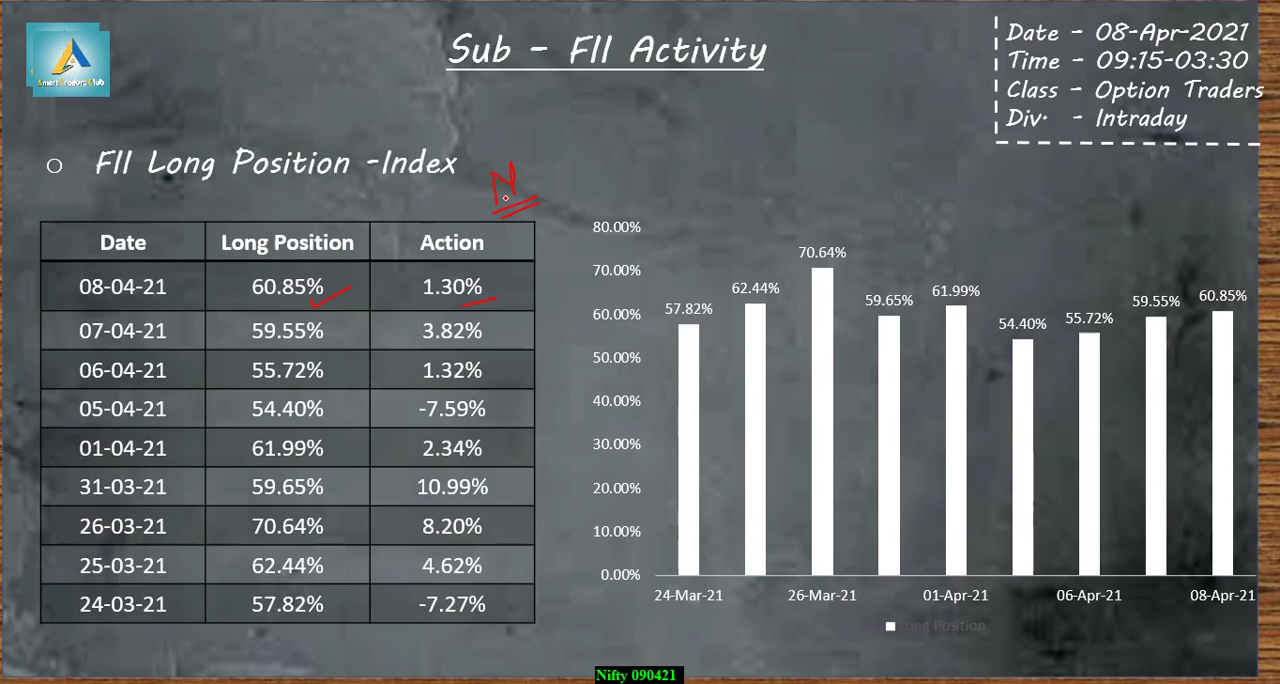 Smart Traders Club
Sub - FII Activity
Date - 08-Apr-2021
Time - 09:15-03:30
Class - Option Traders
Div. - Intraday
FII Long Position -Index
N
Date Long Position Action
08-04-21 60.85% 1.30%
07-04-21 59.55% 3.82%
06-04-21 55.72% 1.32%
05-04-21 54.40% -7.59%
01-04-21 61.99% 2.34%
31-03-21 59.65% 10.99%
26-03-21 70.64% 8.20%
25-03-21 62.44% 4.62%
24-03-21 57.82% -7.27%
80.00%
70.00%
60.00%
50.00%
40.00%
30.00%
20.00%
10.00%
0.00%
57.82% 62.44% 70.64% 59.65% 61.99% 54.40% 55.72% 59.55% 60.85%
24-Mar-21 26-Mar-21 01-Apr-21 06-Apr-21 08-Apr-21
Long Position
Nifty 090421